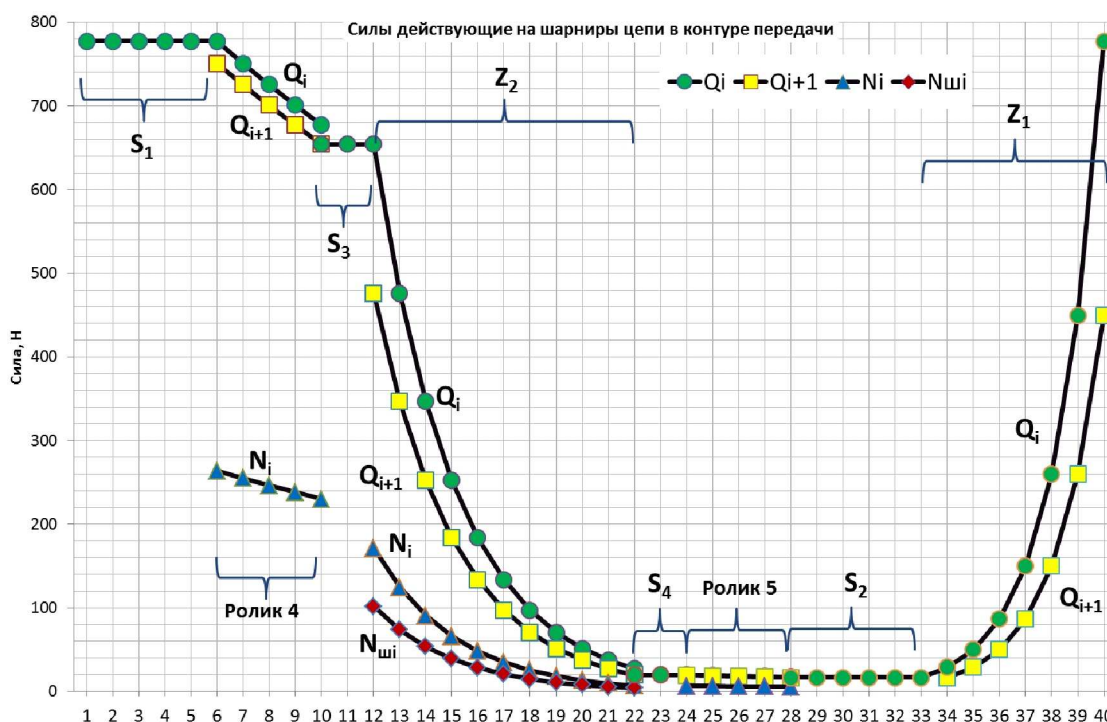 Силы действующие на шарниры цепи в контуре передачи
Qi Qi+1 Ni Nшi
Сила, Н
800
700
600
500
400
300
200
100
0
Qi
Qi+1
S1
S3
Z2
Z1
Ni
Ролик 4
Qi
Qi+1
Ni
Nшi
S4
Ролик 5
S2
Qi
Qi+1
1 2 3 4 5 6 7 8 9 10 11 12 13 14 15 16 17 18 19 20 21 22 23 24 25 26 27 28 29 30 31 32 33 34 35 36 37 38 39 40